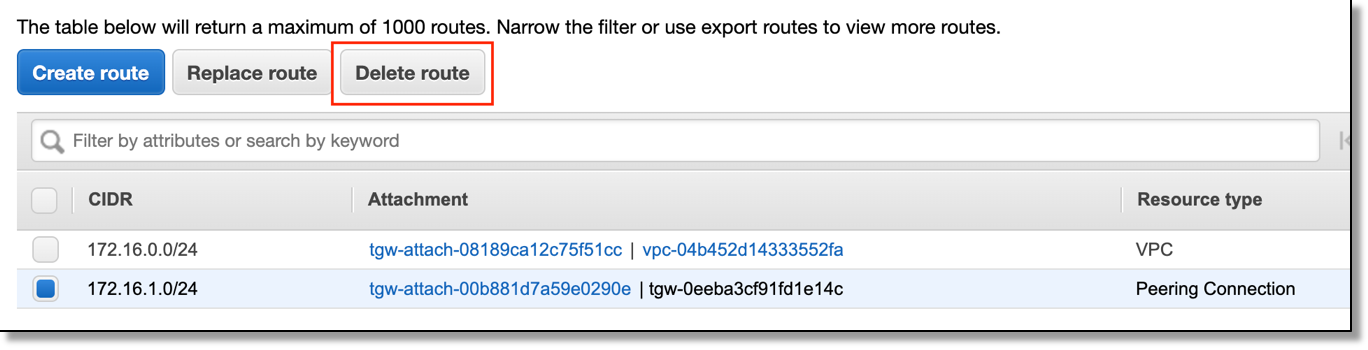 The table below will return a maximum of 1000 routes. Narrow the filter or use export routes to view more routes.
Create route Replace route Delete route
Filter by attributes or search by keyword
CIDR Attachment Resource type
172.16.0.0/24 tgw-attach-08189ca12c75f51cc | vpc-04b452d14333552fa VPC
172.16.1.0/24 tgw-attach-00b881d7a59e0290e | tgw-0eeba3cf91fd1e14c Peering Connection